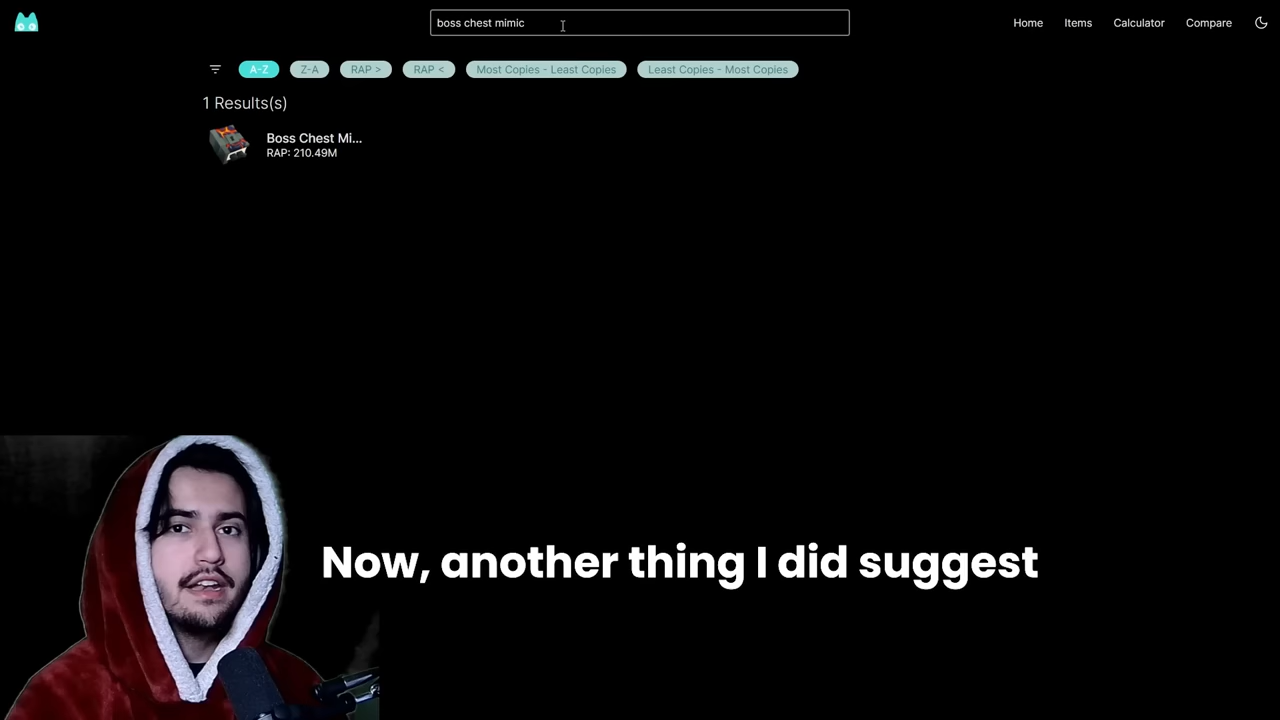 boss chest mimic
Home
Items
Calculator
Compare
A-Z
Z-A
RAP >
RAP <
Most Copies - Least Copies
Least Copies - Most Copies
1 Results(s)
Boss Chest Mi...
RAP: 210.49M
Now, another thing I did suggest